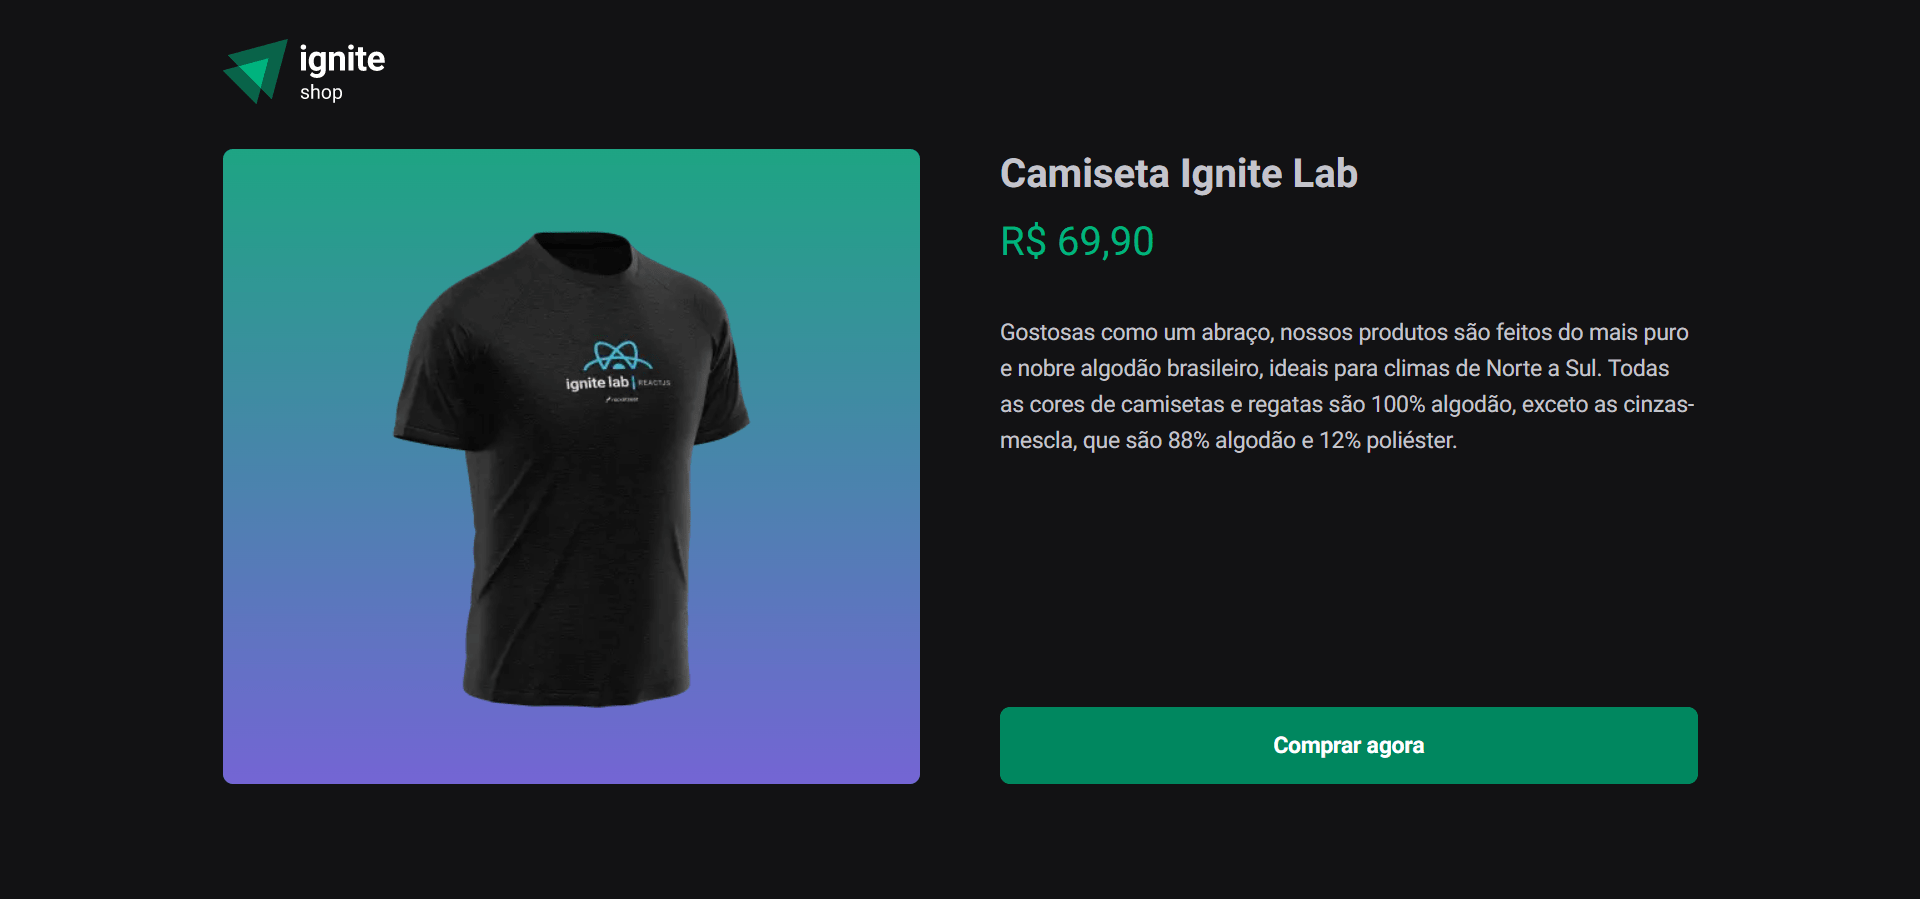 ignite
shop
Camiseta Ignite Lab
R$ 69,90
Gostosas como um abraço, nossos produtos são feitos do mais puro
e nobre algodão brasileiro, ideais para climas de Norte a Sul. Todas
as cores de camisetas e regatas são 100% algodão, exceto as cinzas-
mescla, que são 88% algodão e 12% poliéster.
ignite lab | REACTJS
Comprar agora